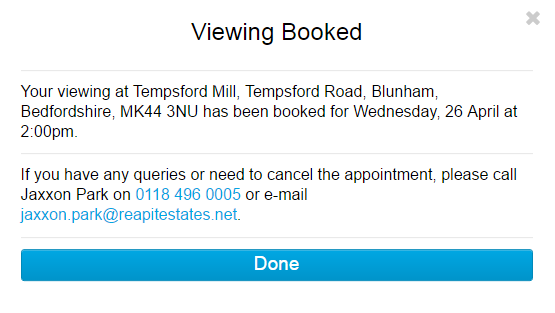 Viewing Booked
Your viewing at Tempsford Mill, Tempsford Road, Blunham,
Bedfordshire, MK44 3NU has been booked for Wednesday, 26 April at
2:00pm.
If you have any queries or need to cancel the appointment, please call
Jaxxon Park on 0118 496 0005 or e-mail
jaxxon.park@reapitestates.net.
Done